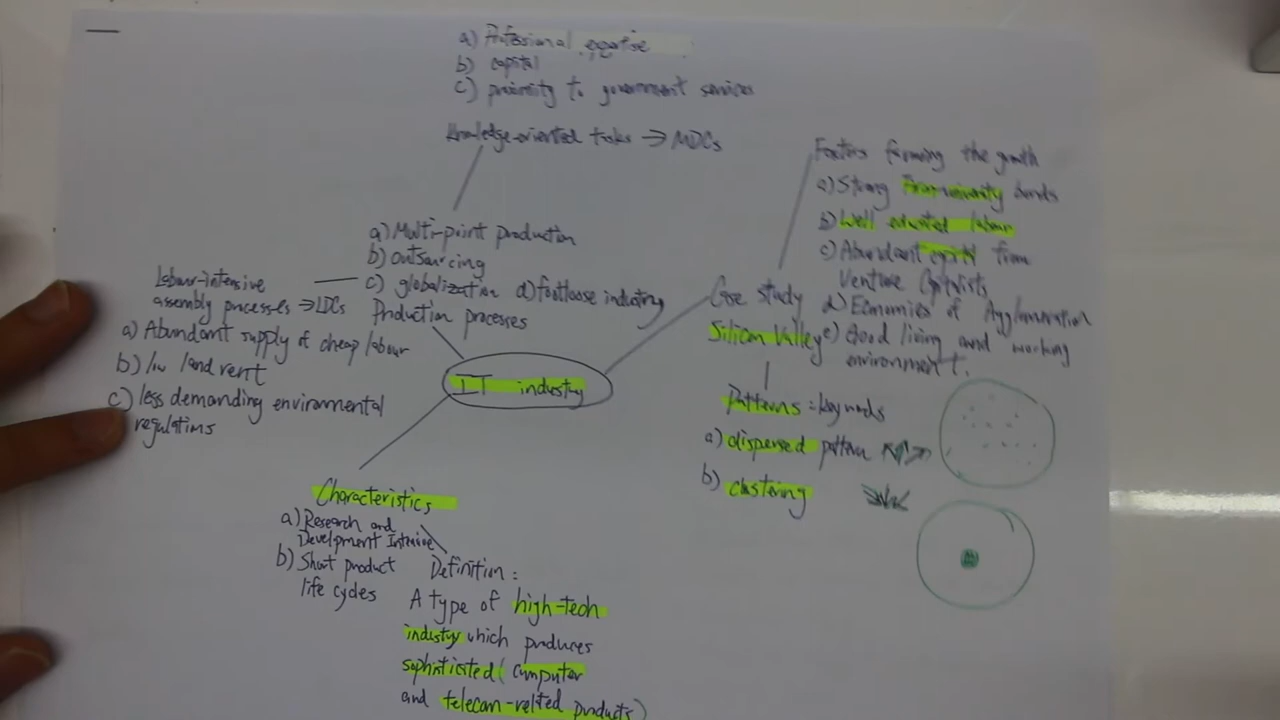 a) Professional expertise
b) capital
c) proximity to government services
Knowledge-oriented tasks → MDCs
a) Multi-point production
b) outsourcing
c) globalization d) footloose industry
Production processes
Labour-intensive
assembly processes → LDCs
a) Abundant supply of cheap labour
b) low land rent
c) less demanding environmental
regulations
IT industry
Characteristics
a) Research and
Development Intensive
b) Short product
life cycles
Definition:
A type of high-tech
industry which produces
sophisticated (computer
and telecom-related products)
Factors forming the growth
a) Strong firm-university bonds
b) Well educated labour
c) Abundant capital from
Venture Capitalists
d) Economies of Agglomeration
e) Good living and working
environment.
Case study
Silicon Valley
Patterns: keywords
a) dispersed pattern
b) clustering